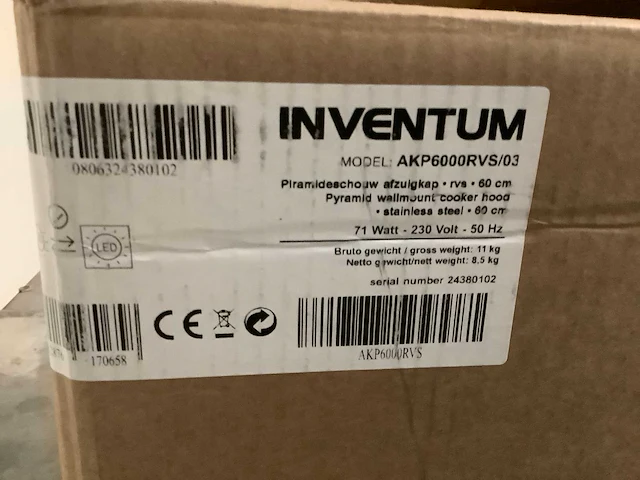 INVENTUM
MODEL: AKP6000RVS/03
Piramideschouw afzuigkap • rvs • 60 cm
Pyramid wallmount cooker hood
• stainless steel • 60 cm
71 Watt - 230 Volt - 50 Hz
Bruto gewicht / gross weight: 11 kg
Netto gewicht/nett weight: 8.5 kg
serial number 24380102
0806324380102
LED
CE
170658
AKP6000RVS